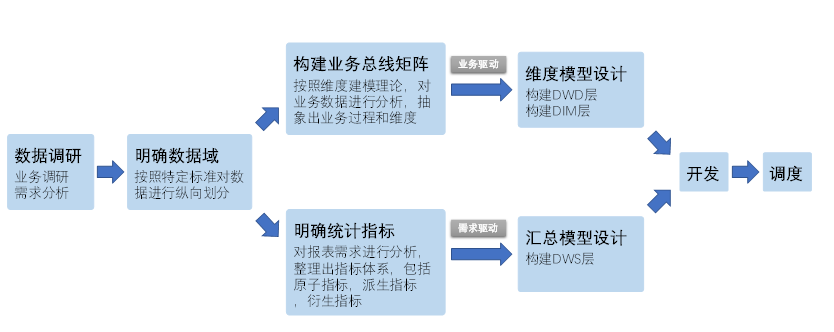 数据调研
业务调研
需求分析
明确数据域
按照特定标准对数
据进行纵向划分
构建业务总线矩阵
按照维度建模理论，对
业务数据进行分析，抽
象出业务过程和维度
业务驱动
维度模型设计
构建DWD层
构建DIM层
明确统计指标
对报表需求进行分析，
整理出指标体系，包括
原子指标，派生指标
，衍生指标
需求驱动
汇总模型设计
构建DWS层
开发
调度